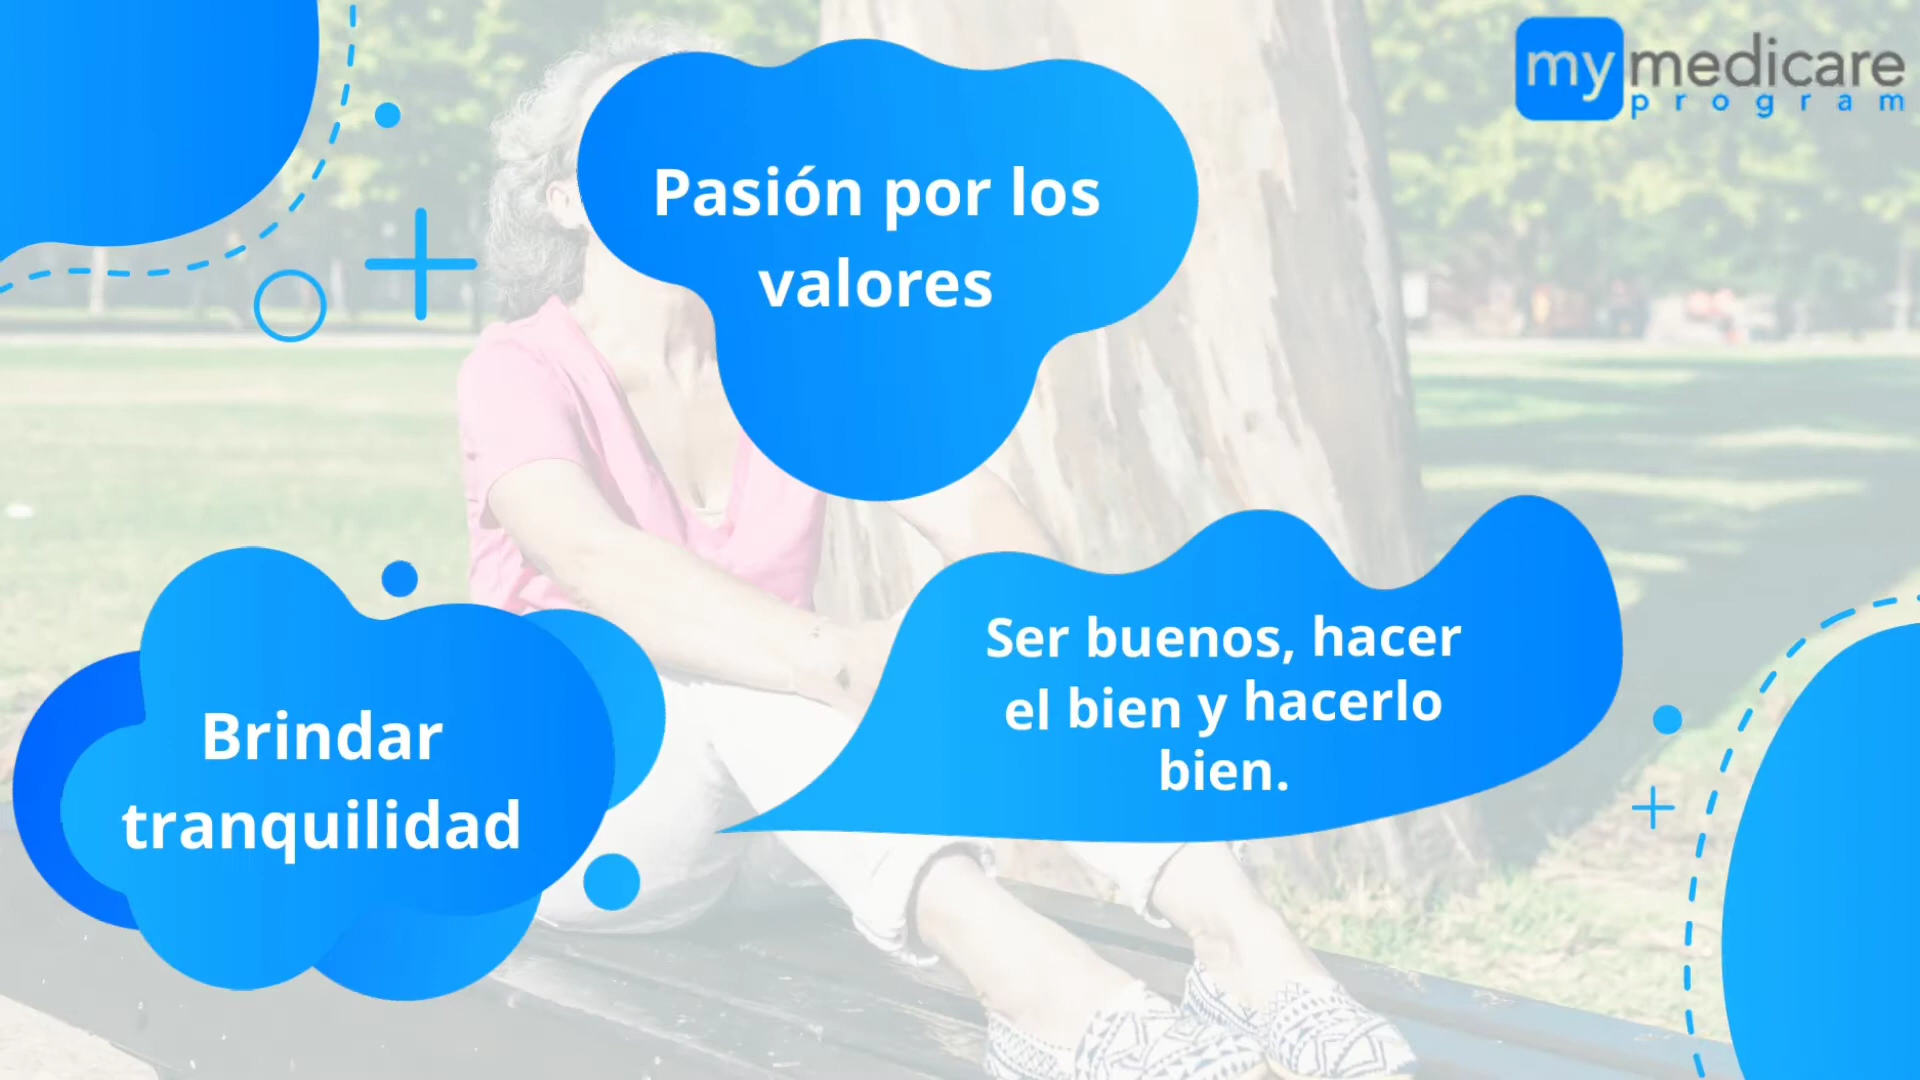 my medicare
program
Pasión por los
valores
Ser buenos, hacer
el bien y hacerlo
bien.
Brindar
tranquilidad